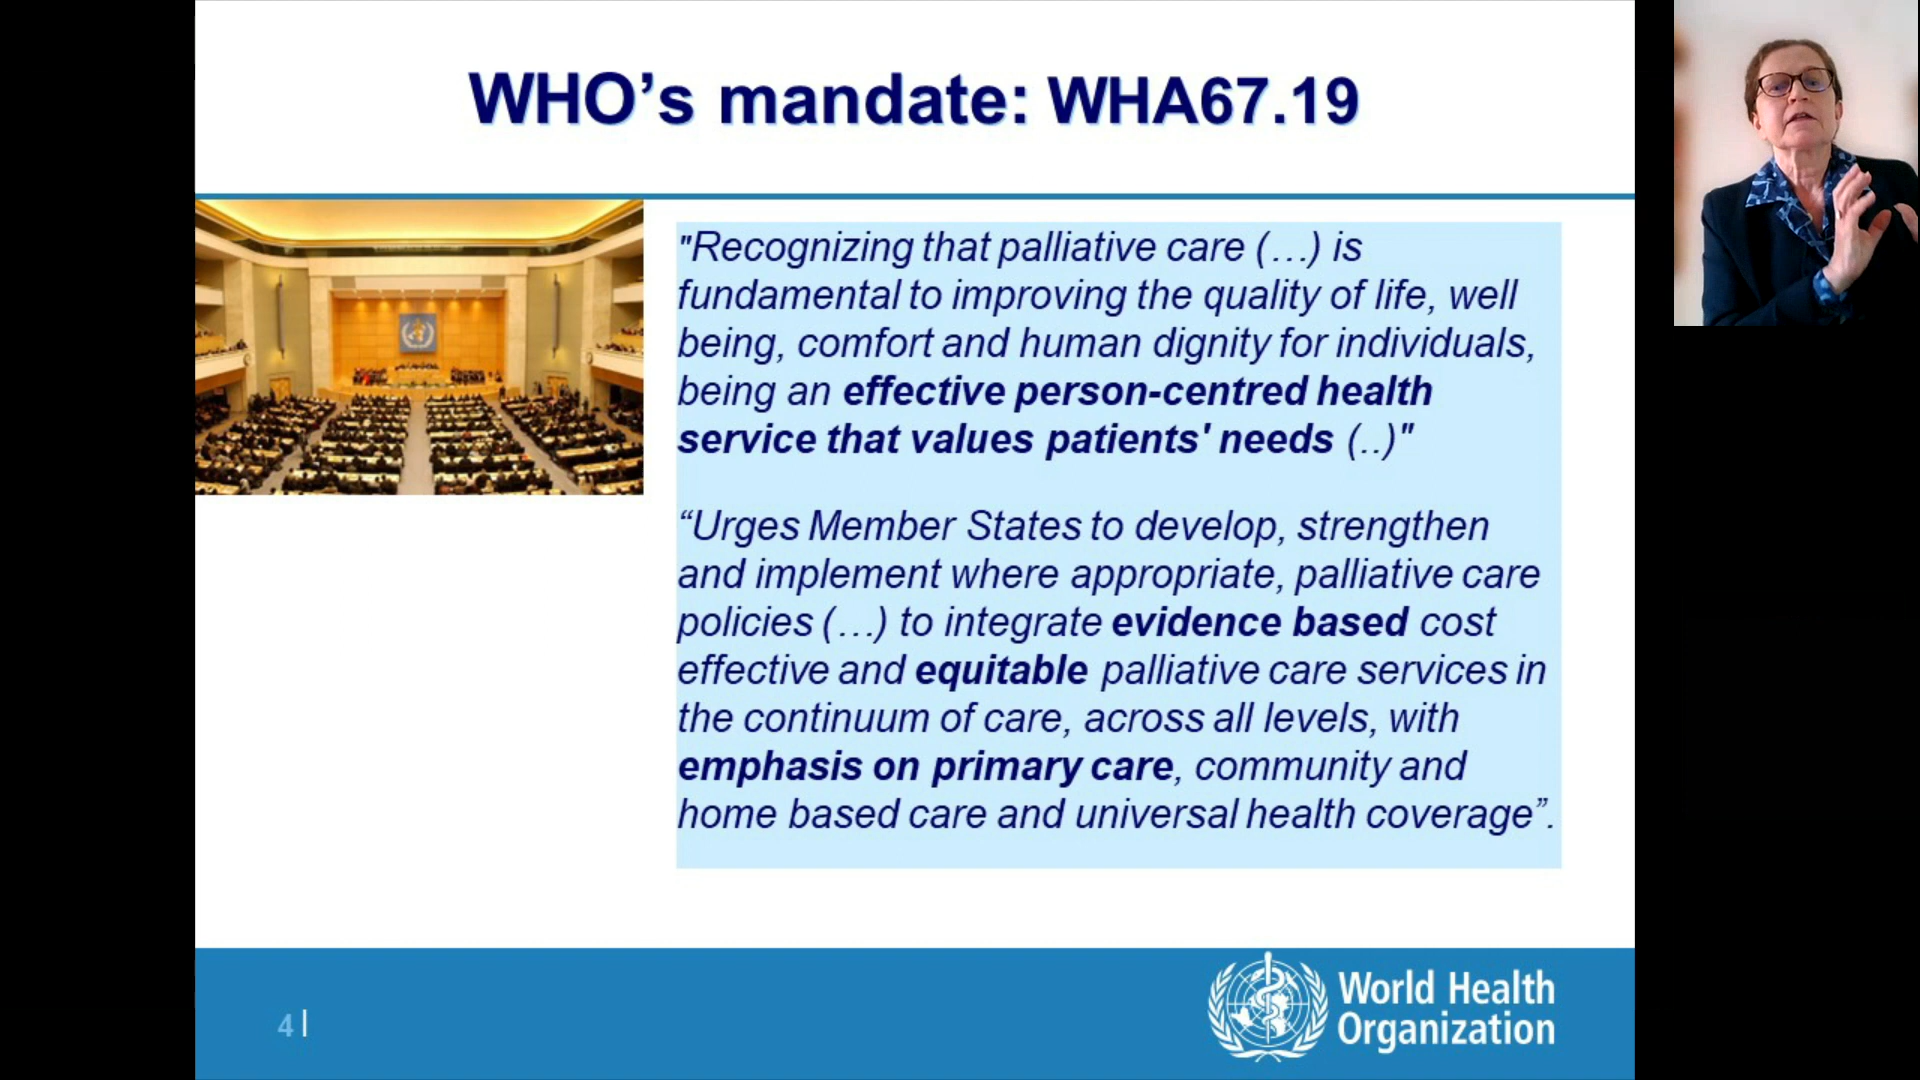 WHO’s mandate: WHA67.19
"Recognizing that palliative care (…) is
fundamental to improving the quality of life, well
being, comfort and human dignity for individuals,
being an effective person-centred health
service that values patients' needs (..)"
“Urges Member States to develop, strengthen
and implement where appropriate, palliative care
policies (…) to integrate evidence based cost
effective and equitable palliative care services in
the continuum of care, across all levels, with
emphasis on primary care, community and
home based care and universal health coverage”.
4|
World Health
Organization